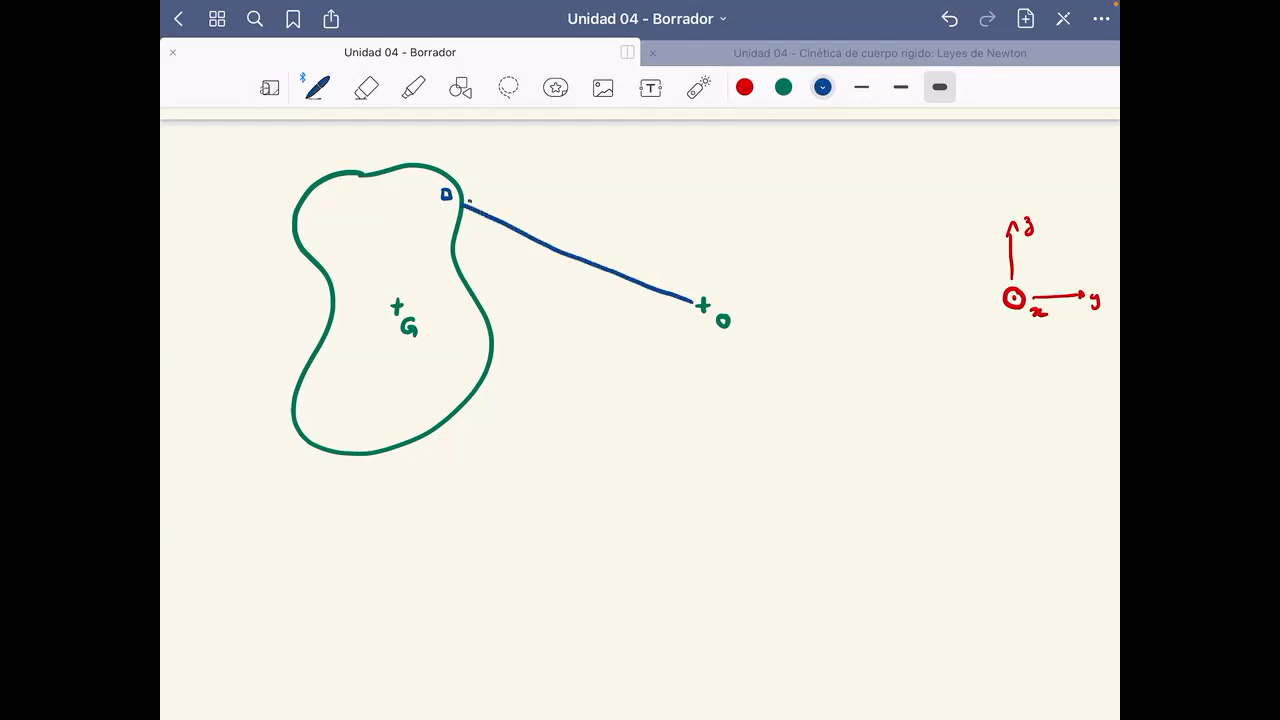 Unidad 04 - Borrador
Unidad 04 - Borrador
Unidad 04 - Cinética de cuerpo rígido: Leyes de Newton
T
z
G
O
y
x